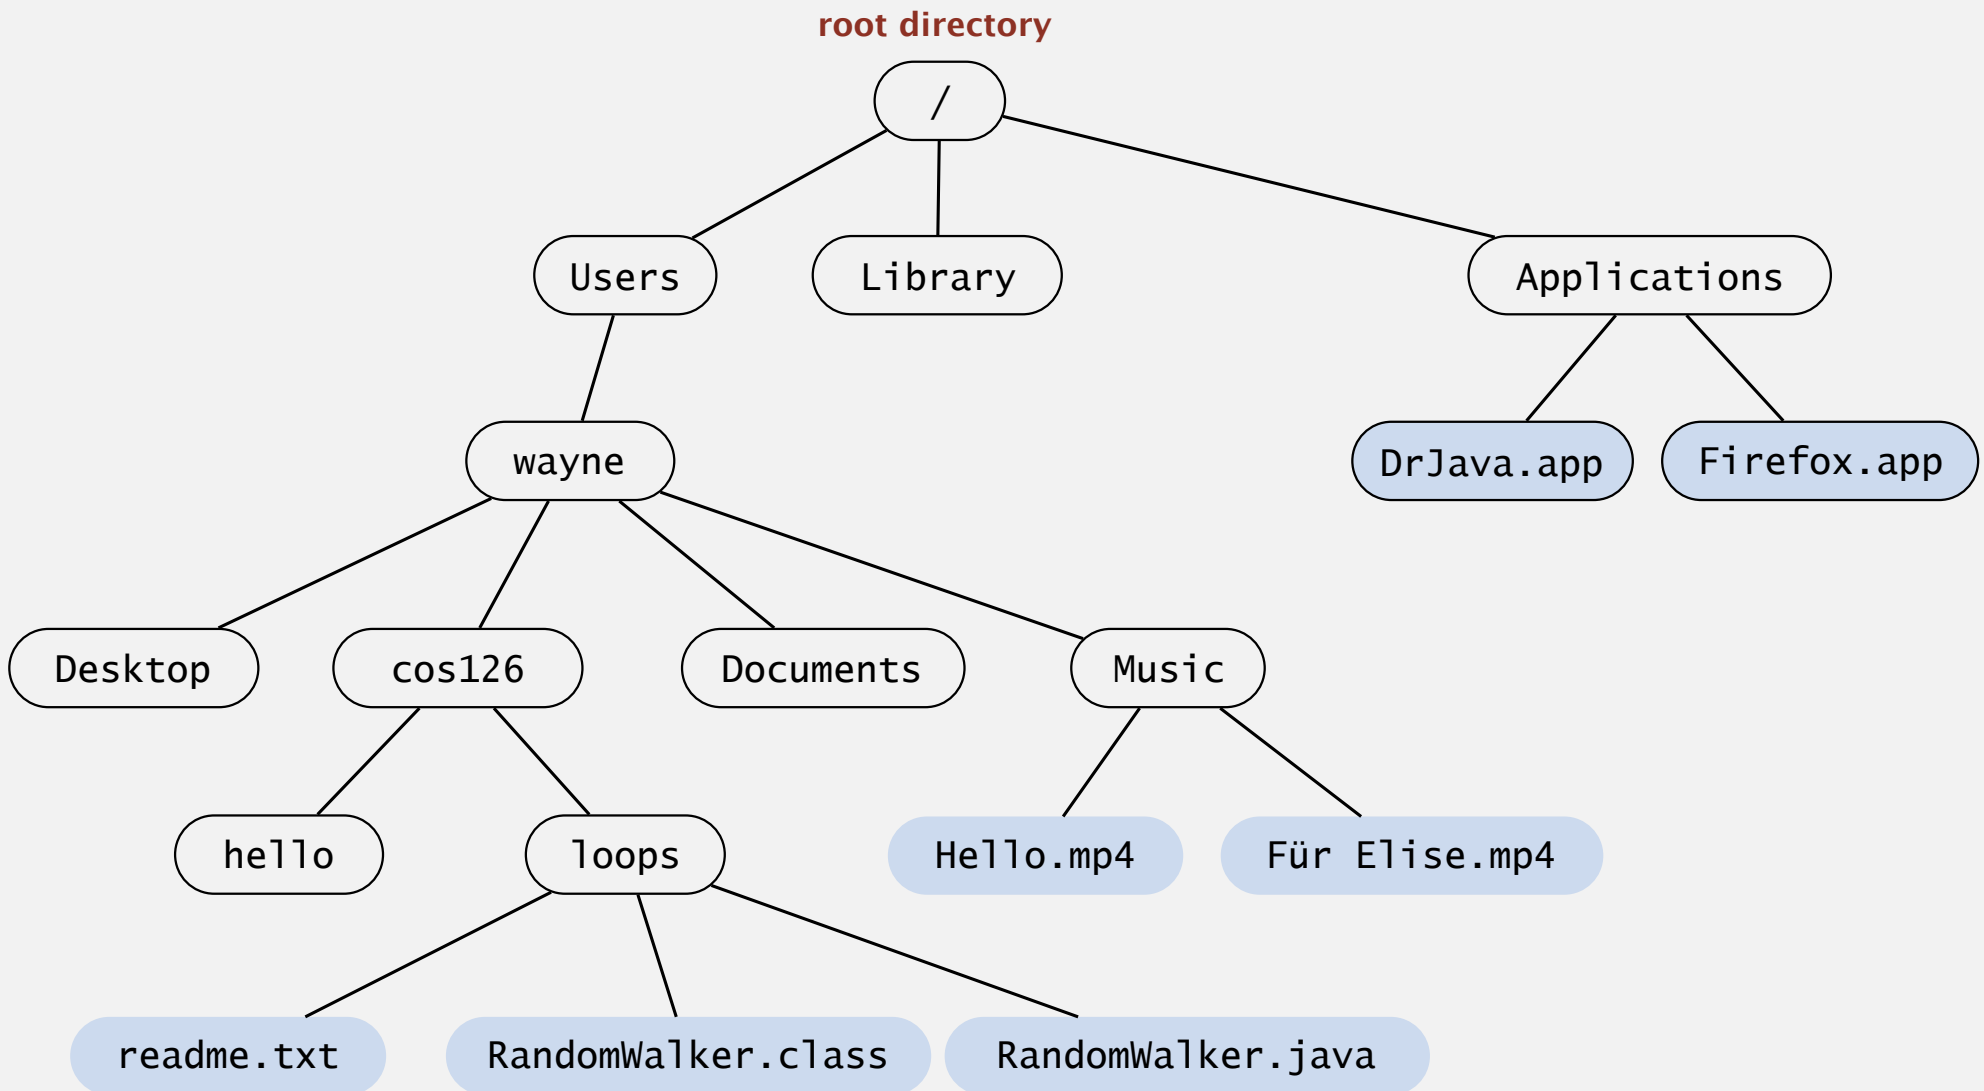 root directory
/
Users Library Applications
wayne DrJava.app Firefox.app
Desktop cos126 Documents Music
hello loops Hello.mp4 Für Elise.mp4
readme.txt RandomWalker.class RandomWalker.java